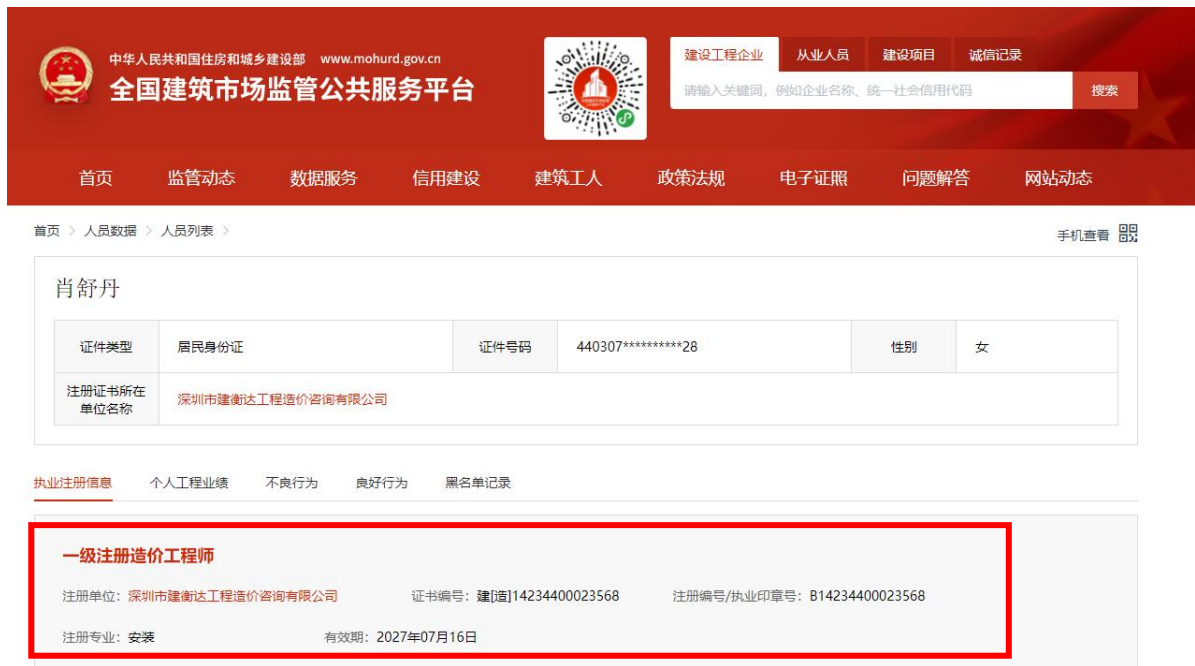 中华人民共和国住房和城乡建设部 www.mohurd.gov.cn
全国建筑市场监管公共服务平台
建设工程企业 从业人员 建设项目 诚信记录
请输入关键词，例如企业名称、统一社会信用代码 搜索
首页 监管动态 数据服务 信用建设 建筑工人 政策法规 电子证照 问题解答 网站动态
首页 > 人员数据 > 人员列表 >
手机查看
肖舒丹
证件类型 居民身份证 证件号码 440307**********28 性别 女
注册证书所在
单位名称
深圳市建衡达工程造价咨询有限公司
执业注册信息 个人工程业绩 不良行为 良好行为 黑名单记录
一级注册造价工程师
注册单位：深圳市建衡达工程造价咨询有限公司 证书编号：建[造]14234400023568 注册编号/执业印章号：B14234400023568
注册专业：安装 有效期：2027年07月16日